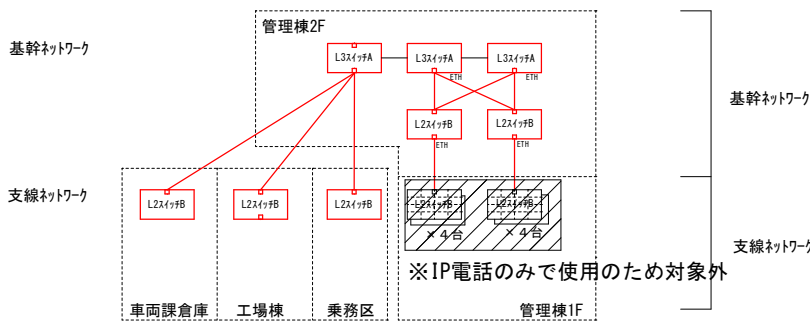 管理棟2F
基幹ﾈｯﾄﾜｰｸ
L3ｽｲｯﾁA
L3ｽｲｯﾁA
L3ｽｲｯﾁA
ETH
ETH
基幹ﾈｯﾄﾜｰｸ
L2ｽｲｯﾁB
L2ｽｲｯﾁB
ETH
ETH
支線ﾈｯﾄﾜｰｸ
L2ｽｲｯﾁB
L2ｽｲｯﾁB
L2ｽｲｯﾁB
L2ｽｲｯﾁB
L2ｽｲｯﾁB
×４台
×４台
支線ﾈｯﾄﾜｰｸ
※IP電話のみで使用のため対象外
車両課倉庫
工場棟
乗務区
管理棟1F